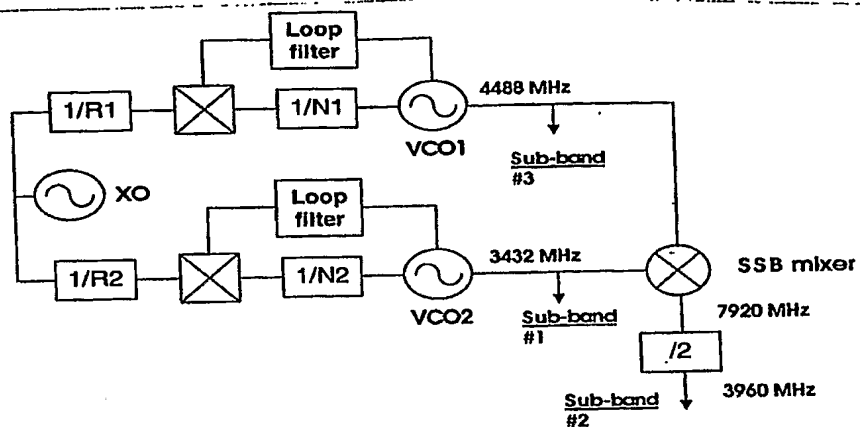 Loop
filter
1/R1
1/N1
4488 MHz
VCO1
Sub-band
#3
XO
Loop
filter
1/R2
1/N2
3432 MHz
VCO2
Sub-band
#1
SSB mixer
7920 MHz
/2
3960 MHz
Sub-band
#2